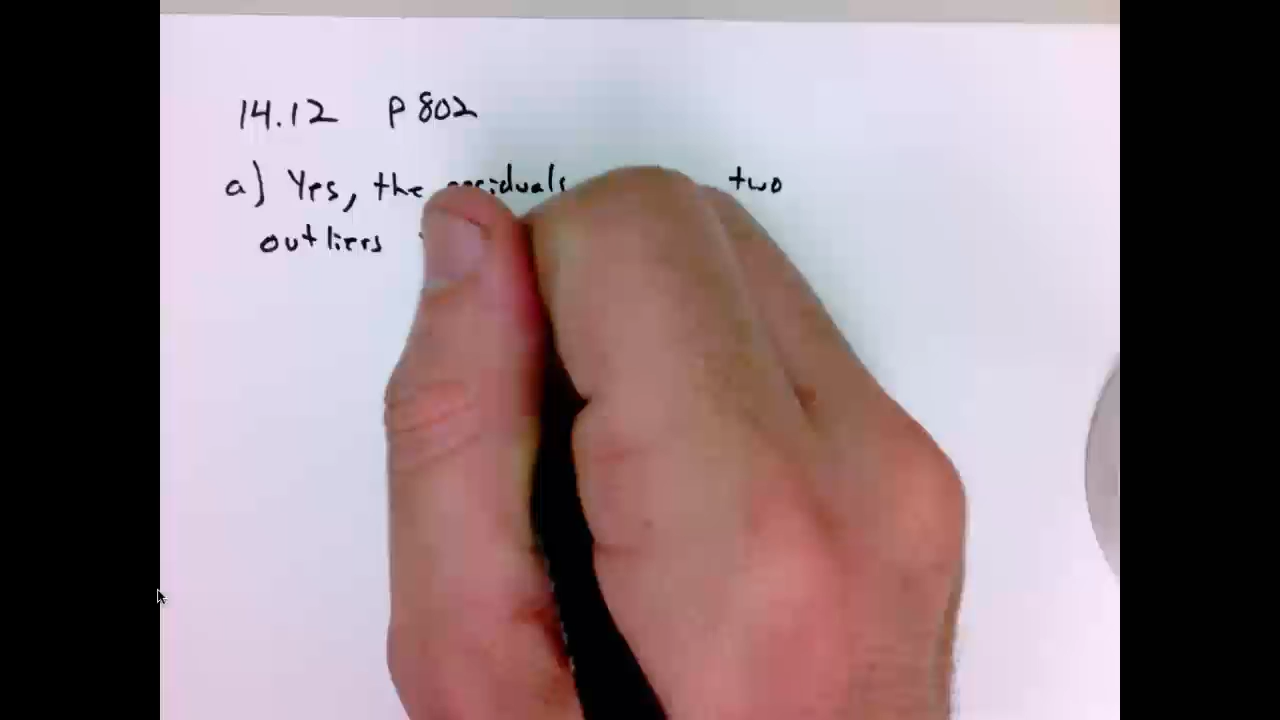 14.12 p 802
a) Yes, the residuals two
outliers